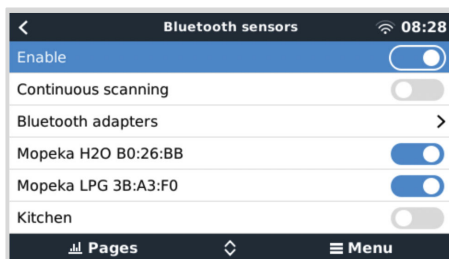 Bluetooth sensors 08:28
Enable
Continuous scanning
Bluetooth adapters
Mopeka H2O B0:26:BB
Mopeka LPG 3B:A3:F0
Kitchen
Pages Menu